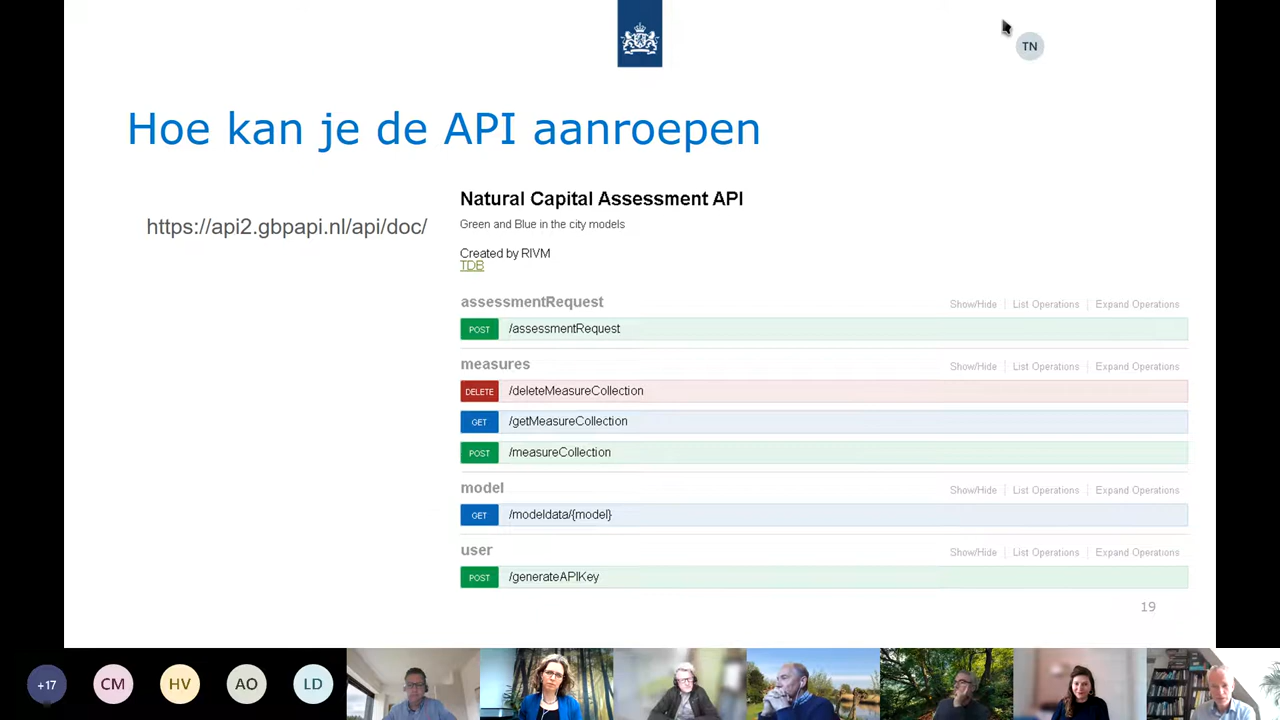 TN
Hoe kan je de API aanroepen
https://api2.gbpapi.nl/api/doc/
Natural Capital Assessment API
Green and Blue in the city models
Created by RIVM
TDB
assessmentRequest Show/Hide List Operations Expand Operations
POST /assessmentRequest
measures Show/Hide List Operations Expand Operations
DELETE /deleteMeasureCollection
GET /getMeasureCollection
POST /measureCollection
model Show/Hide List Operations Expand Operations
GET /modeldata/{model}
user Show/Hide List Operations Expand Operations
POST /generateAPIKey
19
+17 CM HV AO LD